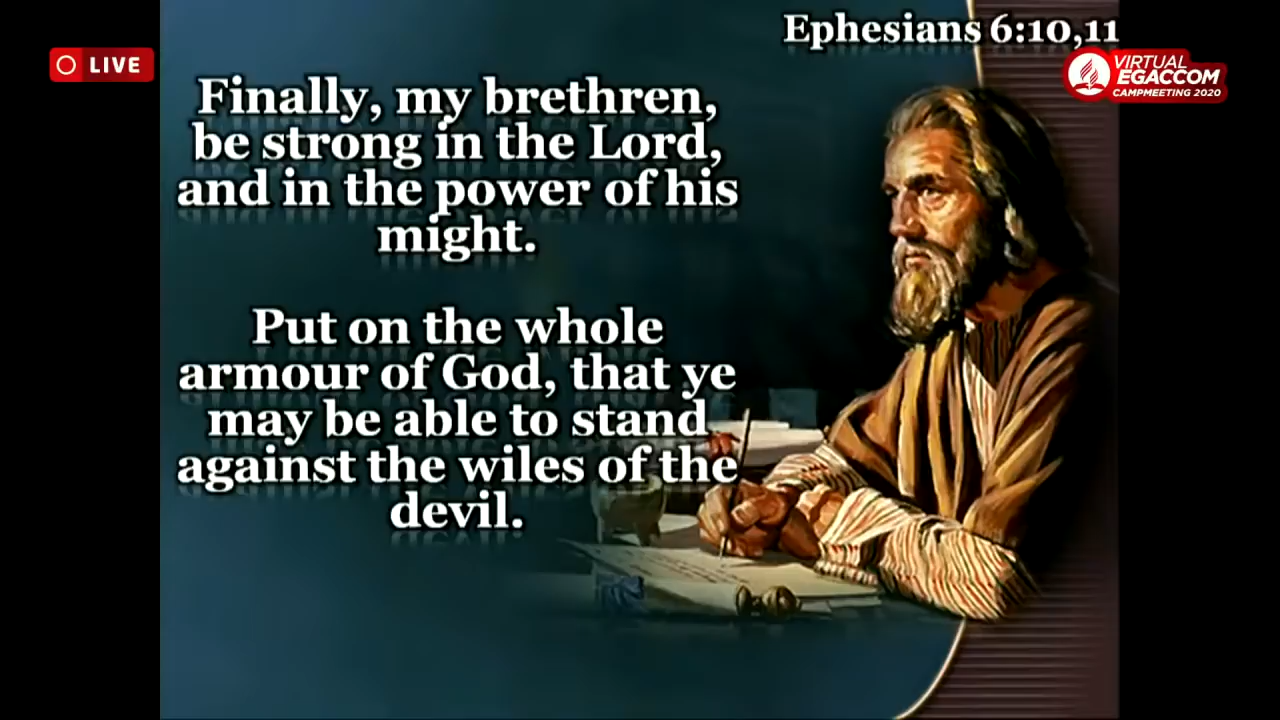 Ephesians 6:10,11
LIVE
VIRTUAL
EGACCOM
CAMPMEETING 2020
Finally, my brethren,
be strong in the Lord,
and in the power of his
might.
Put on the whole
armour of God, that ye
may be able to stand
against the wiles of the
devil.